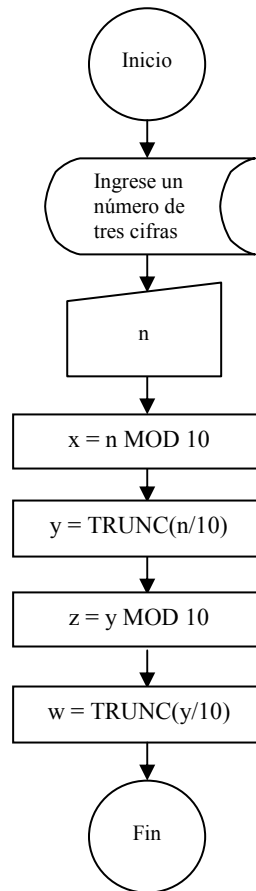 Inicio
Ingrese un
número de
tres cifras
n
x = n MOD 10
y = TRUNC(n/10)
z = y MOD 10
w = TRUNC(y/10)
Fin